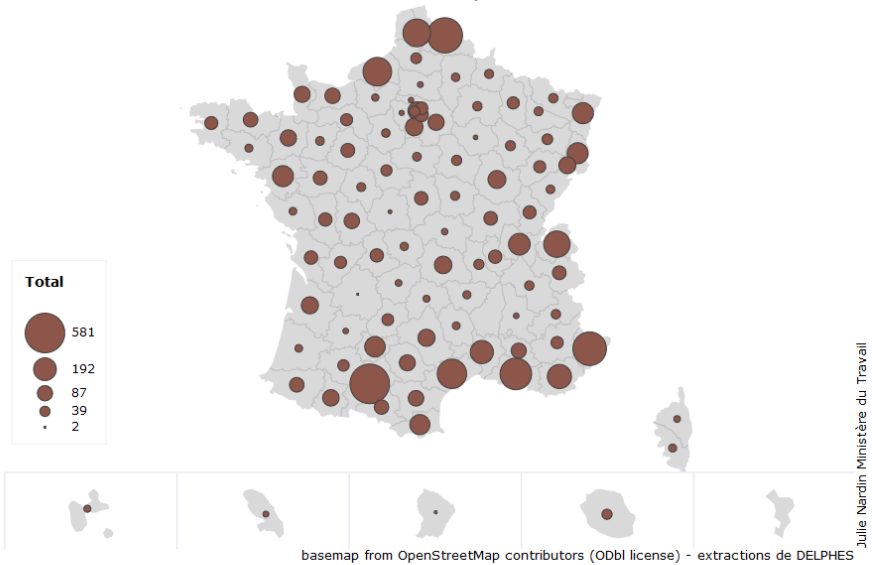 Total
581
192
87
39
2
Julie Nardin Ministère du Travail
basemap from OpenStreetMap contributors (ODbl license) - extractions de DELPHES